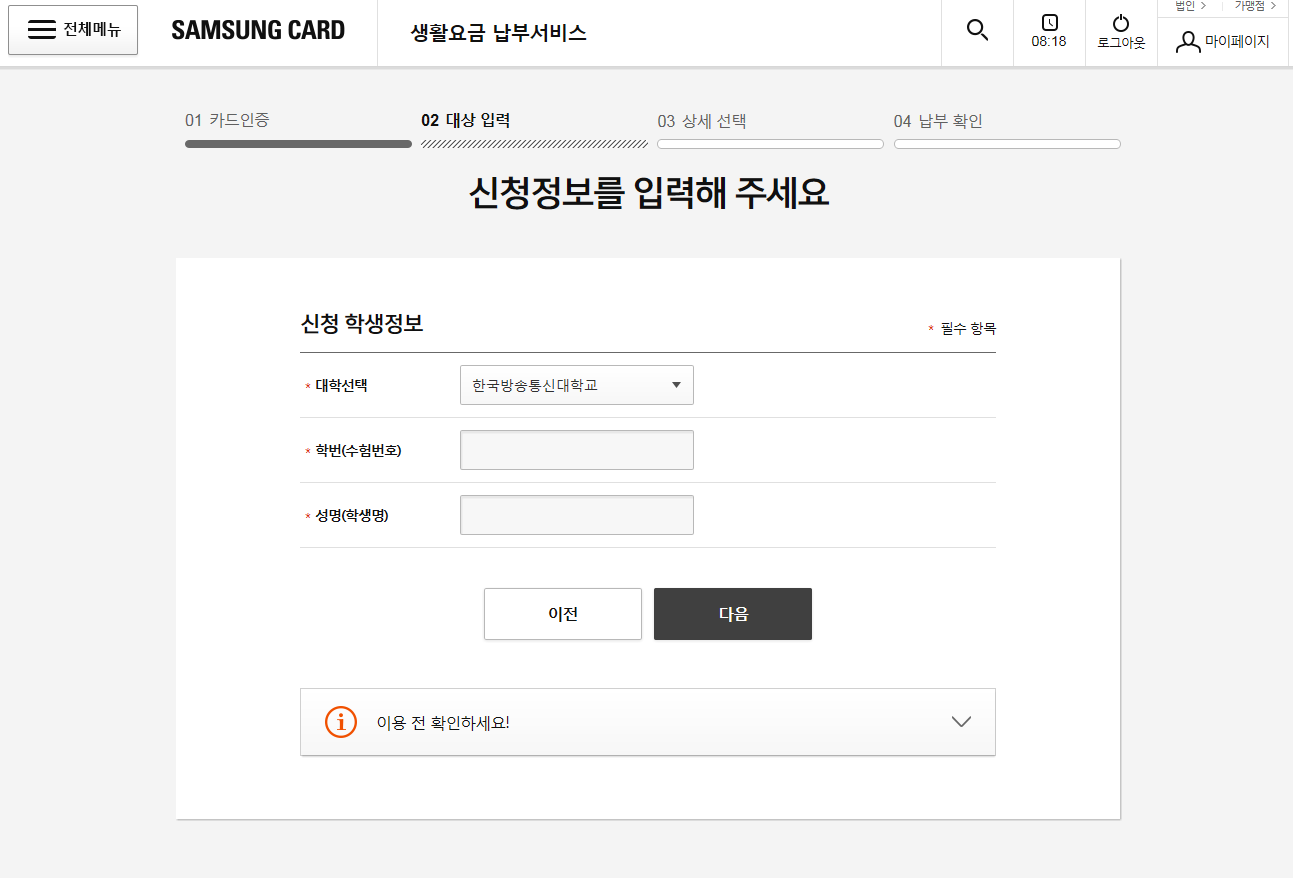 전체메뉴
SAMSUNG CARD
생활요금 납부서비스
08:18
로그아웃
법인 >
가맹점 >
마이페이지
01 카드인증
02 대상 입력
03 상세 선택
04 납부 확인
신청정보를 입력해 주세요
신청 학생정보
* 필수 항목
* 대학선택
한국방송통신대학교
* 학번(수험번호)
* 성명(학생명)
이전
다음
이용 전 확인하세요!